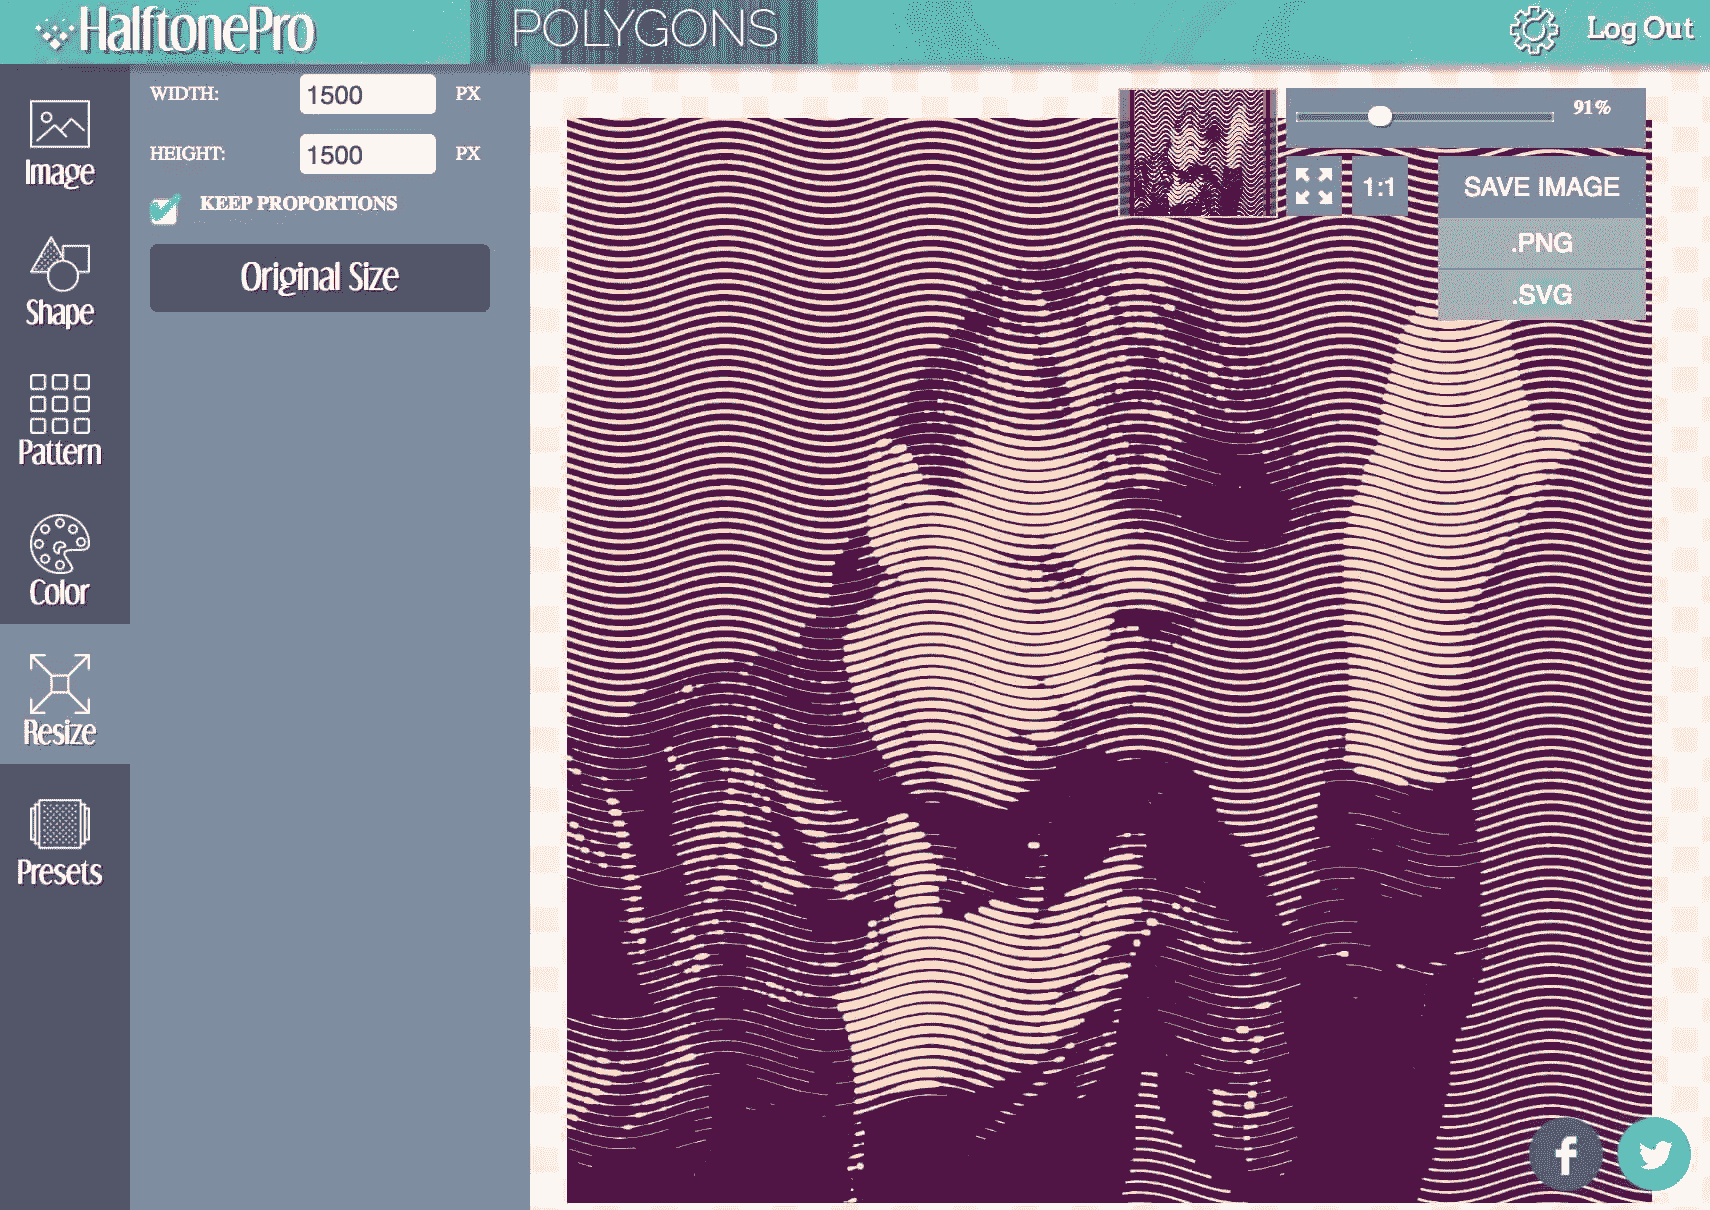 HalftonePro
POLYGONS
Log Out
Image
Shape
Pattern
Color
Resize
Presets
WIDTH:
1500
PX
HEIGHT:
1500
PX
KEEP PROPORTIONS
Original Size
91%
1:1
SAVE IMAGE
.PNG
.SVG